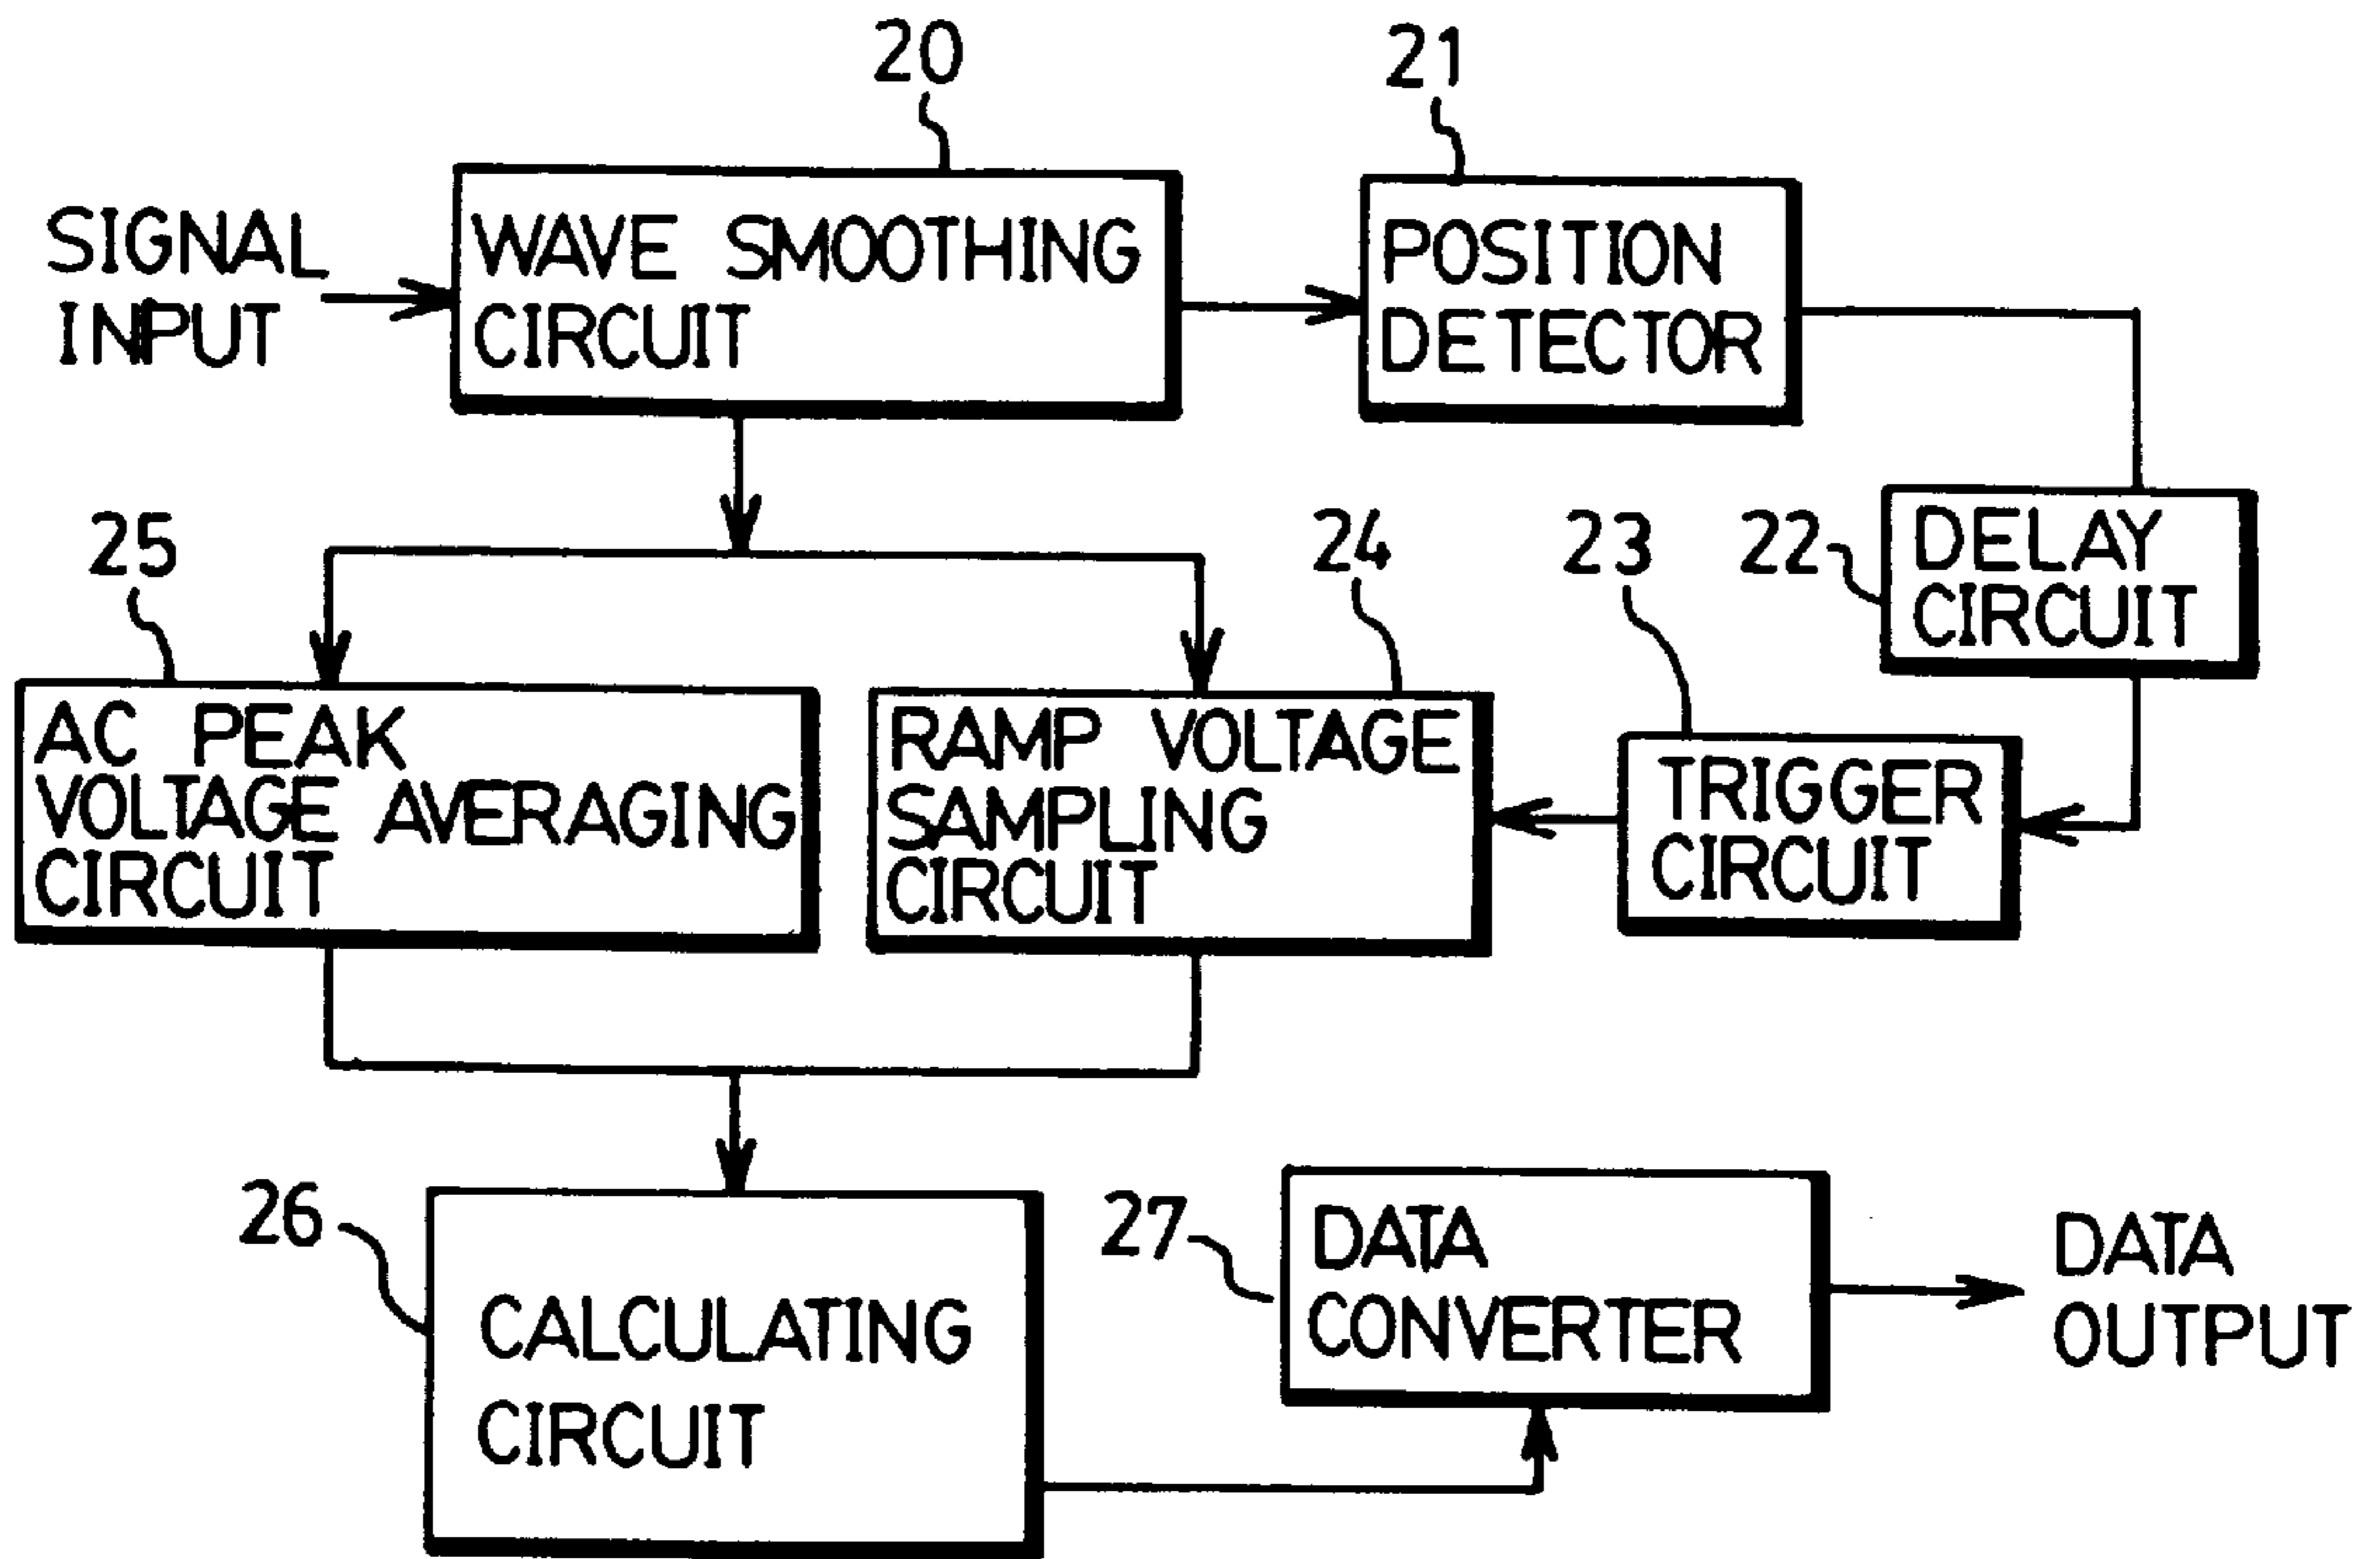 20
21
SIGNAL
INPUT
WAVE SMOOTHING
CIRCUIT
POSITION
DETECTOR
25
24
23
22
DELAY
CIRCUIT
AC PEAK
VOLTAGE AVERAGING
CIRCUIT
RAMP VOLTAGE
SAMPLING
CIRCUIT
TRIGGER
CIRCUIT
26
CALCULATING
CIRCUIT
27
DATA
CONVERTER
DATA
OUTPUT